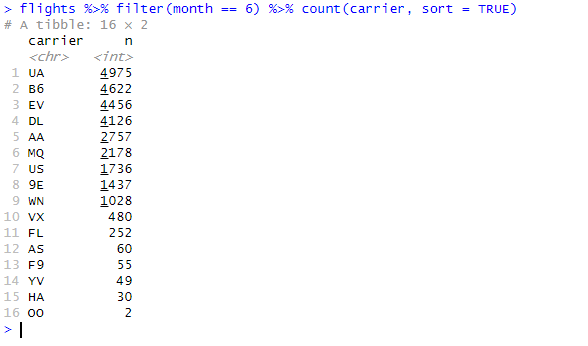 > flights %>% filter(month == 6) %>% count(carrier, sort = TRUE)
# A tibble: 16 × 2
   carrier     n
   <chr>   <int>
 1 UA       4975
 2 B6       4622
 3 EV       4456
 4 DL       4126
 5 AA       2757
 6 MQ       2178
 7 US       1736
 8 9E       1437
 9 WN       1028
10 VX        480
11 FL        252
12 AS         60
13 F9         55
14 YV         49
15 HA         30
16 OO          2
>